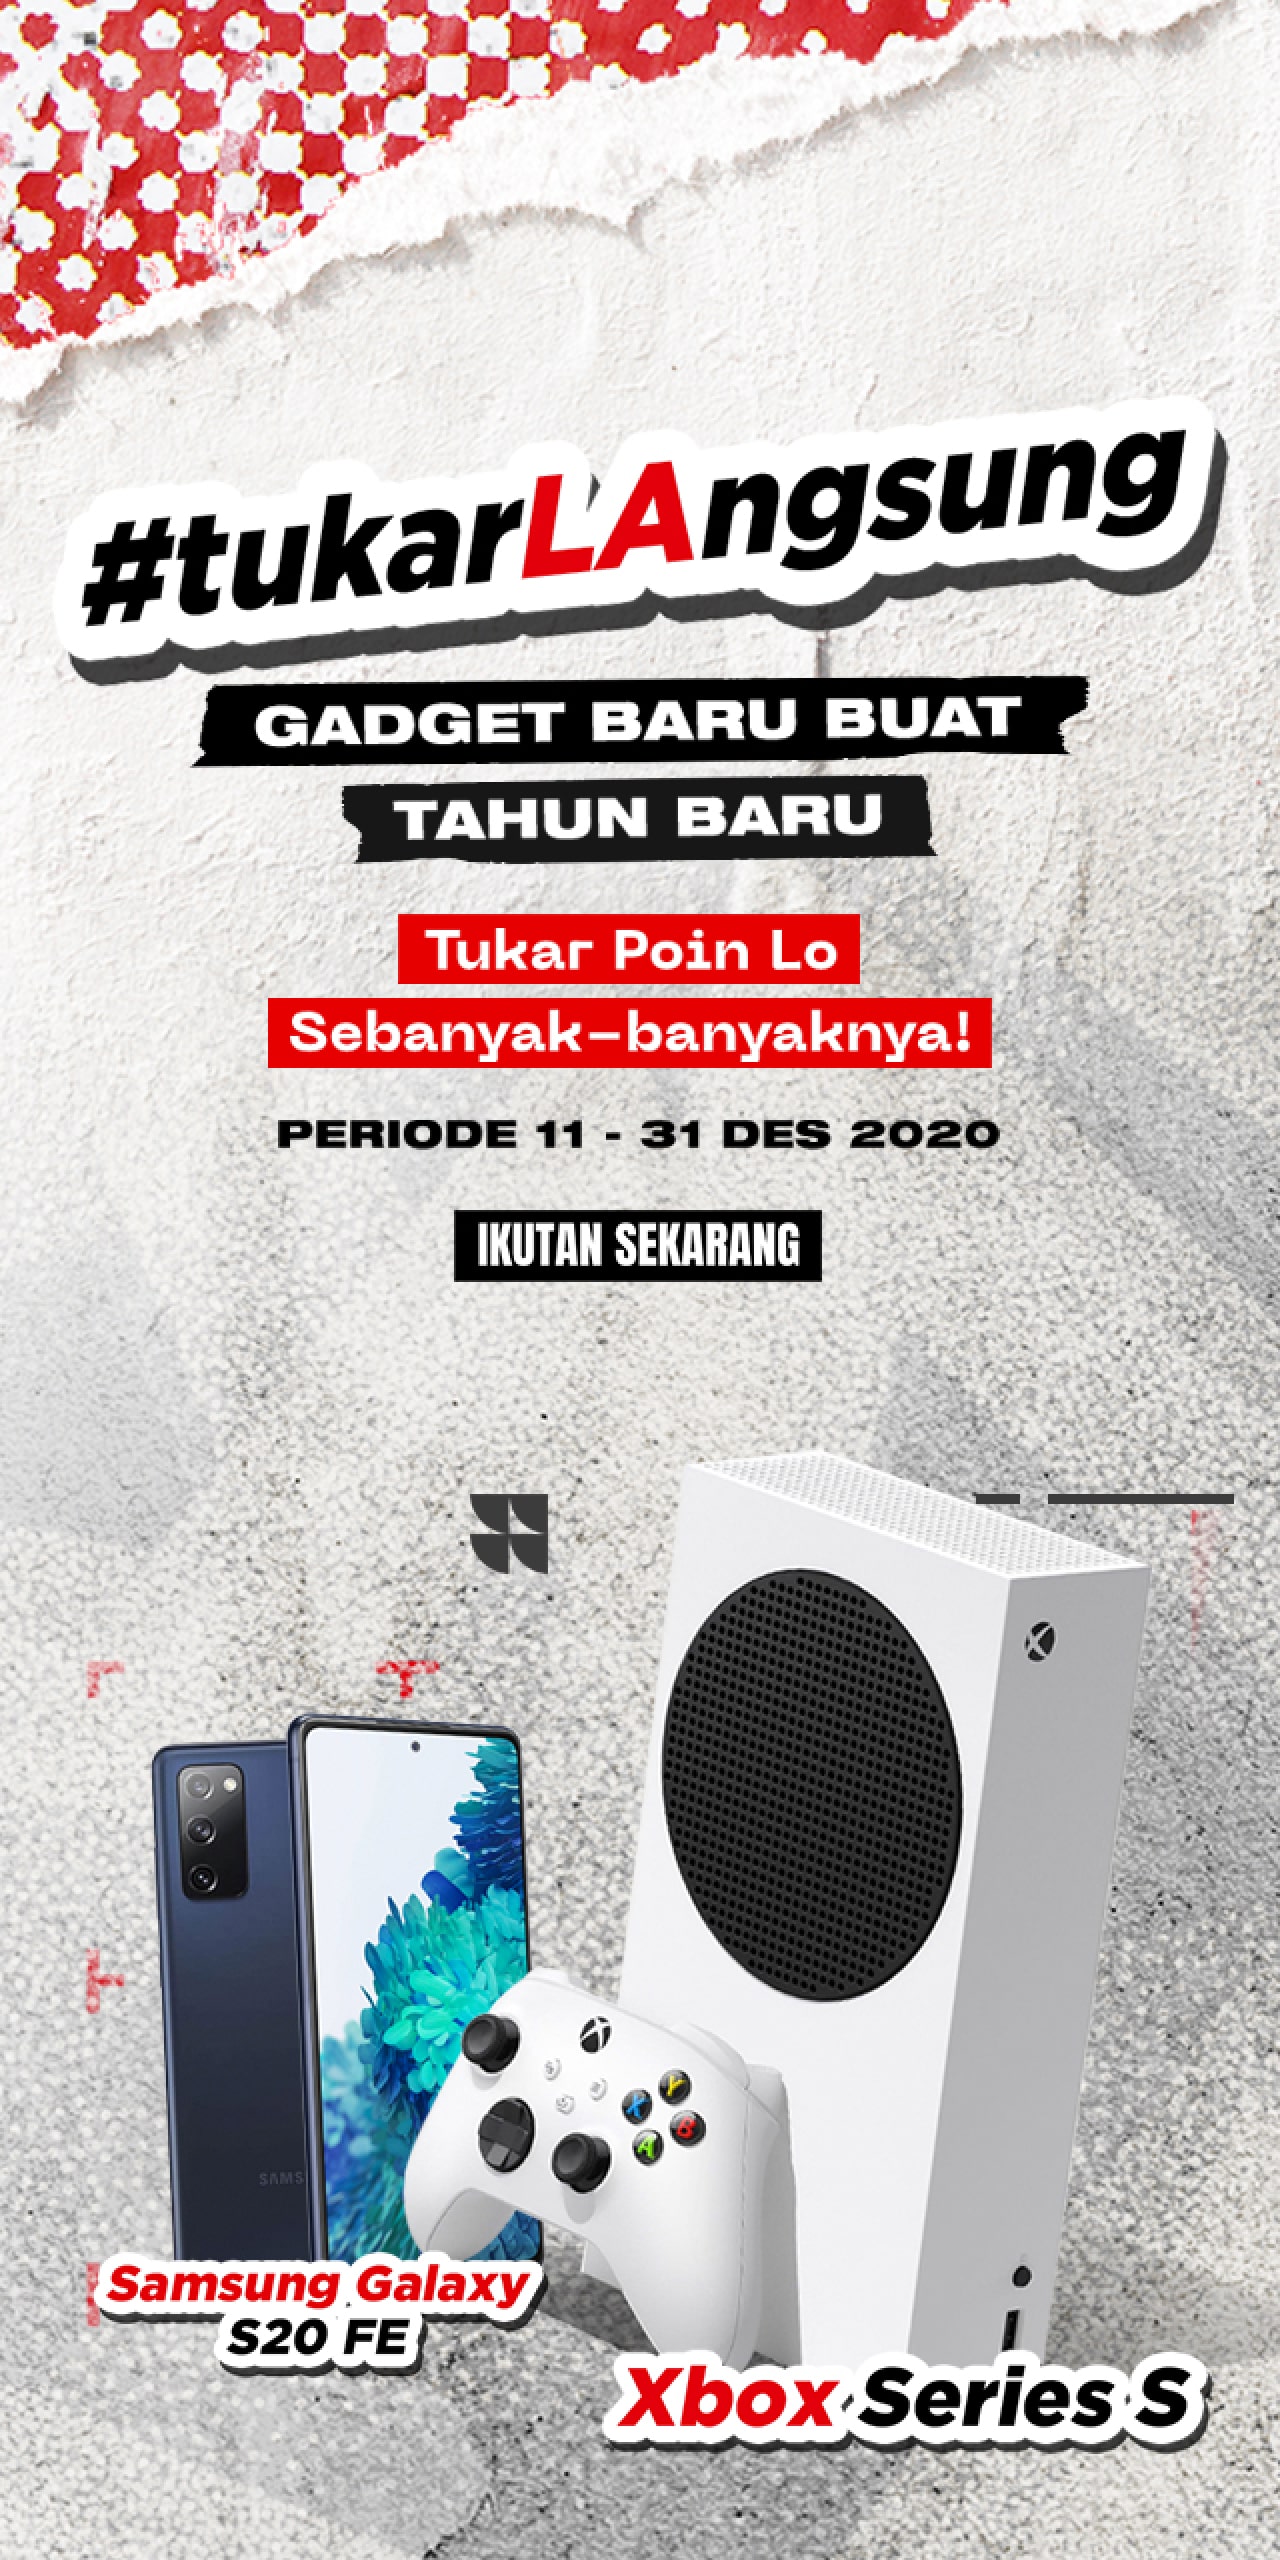 #tukarLAngsung
GADGET BARU BUAT
TAHUN BARU
Tukar Poin Lo
Sebanyak-banyaknya!
PERIODE 11 - 31 DES 2020
IKUTAN SEKARANG
Y
X
B
A
SAMS
Samsung Galaxy
S20 FE
Xbox Series S